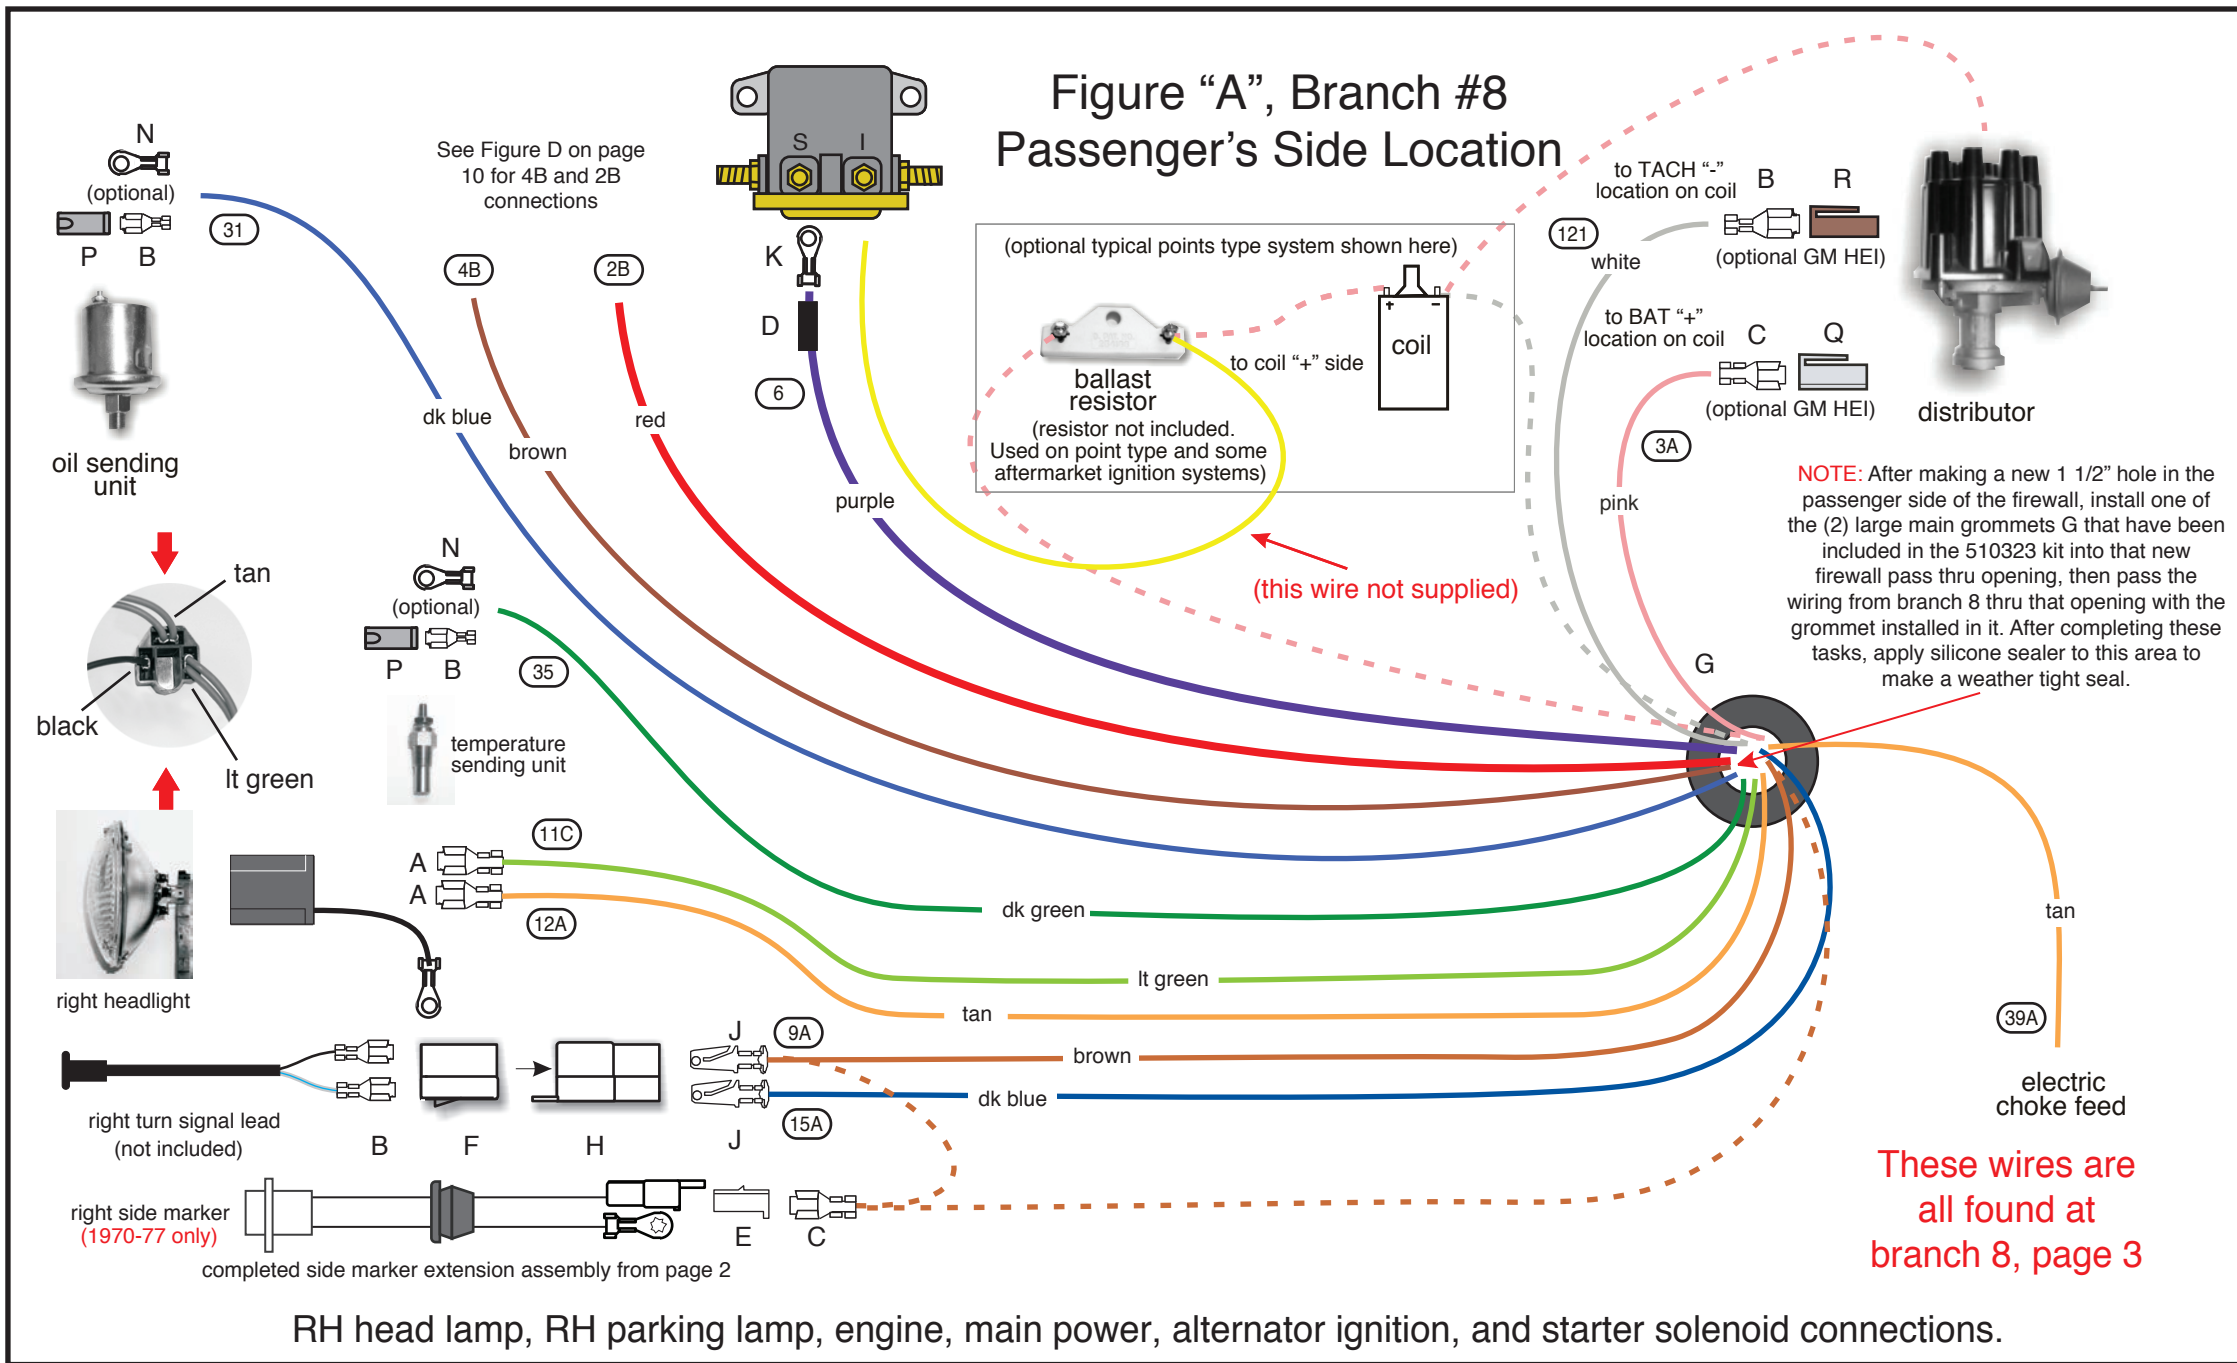 Figure “A”, Branch #8
Passenger’s Side Location
N
(optional)
P
B
31
oil sending
unit
See Figure D on page
10 for 4B and 2B
connections
4B
2B
S
I
K
D
6
dk blue
brown
red
purple
(optional typical points type system shown here)
+
−
coil
to coil “+” side
ballast
resistor
(resistor not included.
Used on point type and some
aftermarket ignition systems)
(this wire not supplied)
to TACH “-”
location on coil
B
R
(optional GM HEI)
121
white
to BAT “+”
location on coil
C
Q
(optional GM HEI)
3A
pink
distributor
NOTE: After making a new 1 1/2” hole in the
passenger side of the firewall, install one of
the (2) large main grommets G that have been
included in the 510323 kit into that new
firewall pass thru opening, then pass the
wiring from branch 8 thru that opening with the
grommet installed in it. After completing these
tasks, apply silicone sealer to this area to
make a weather tight seal.
G
tan
black
lt green
N
(optional)
P
B
35
temperature
sending unit
right headlight
A
A
11C
12A
dk green
lt green
tan
brown
dk blue
tan
39A
electric
choke feed
right turn signal lead
(not included)
B
F
H
J
J
9A
15A
right side marker
(1970-77 only)
E
C
completed side marker extension assembly from page 2
These wires are
all found at
branch 8, page 3
RH head lamp, RH parking lamp, engine, main power, alternator ignition, and starter solenoid connections.